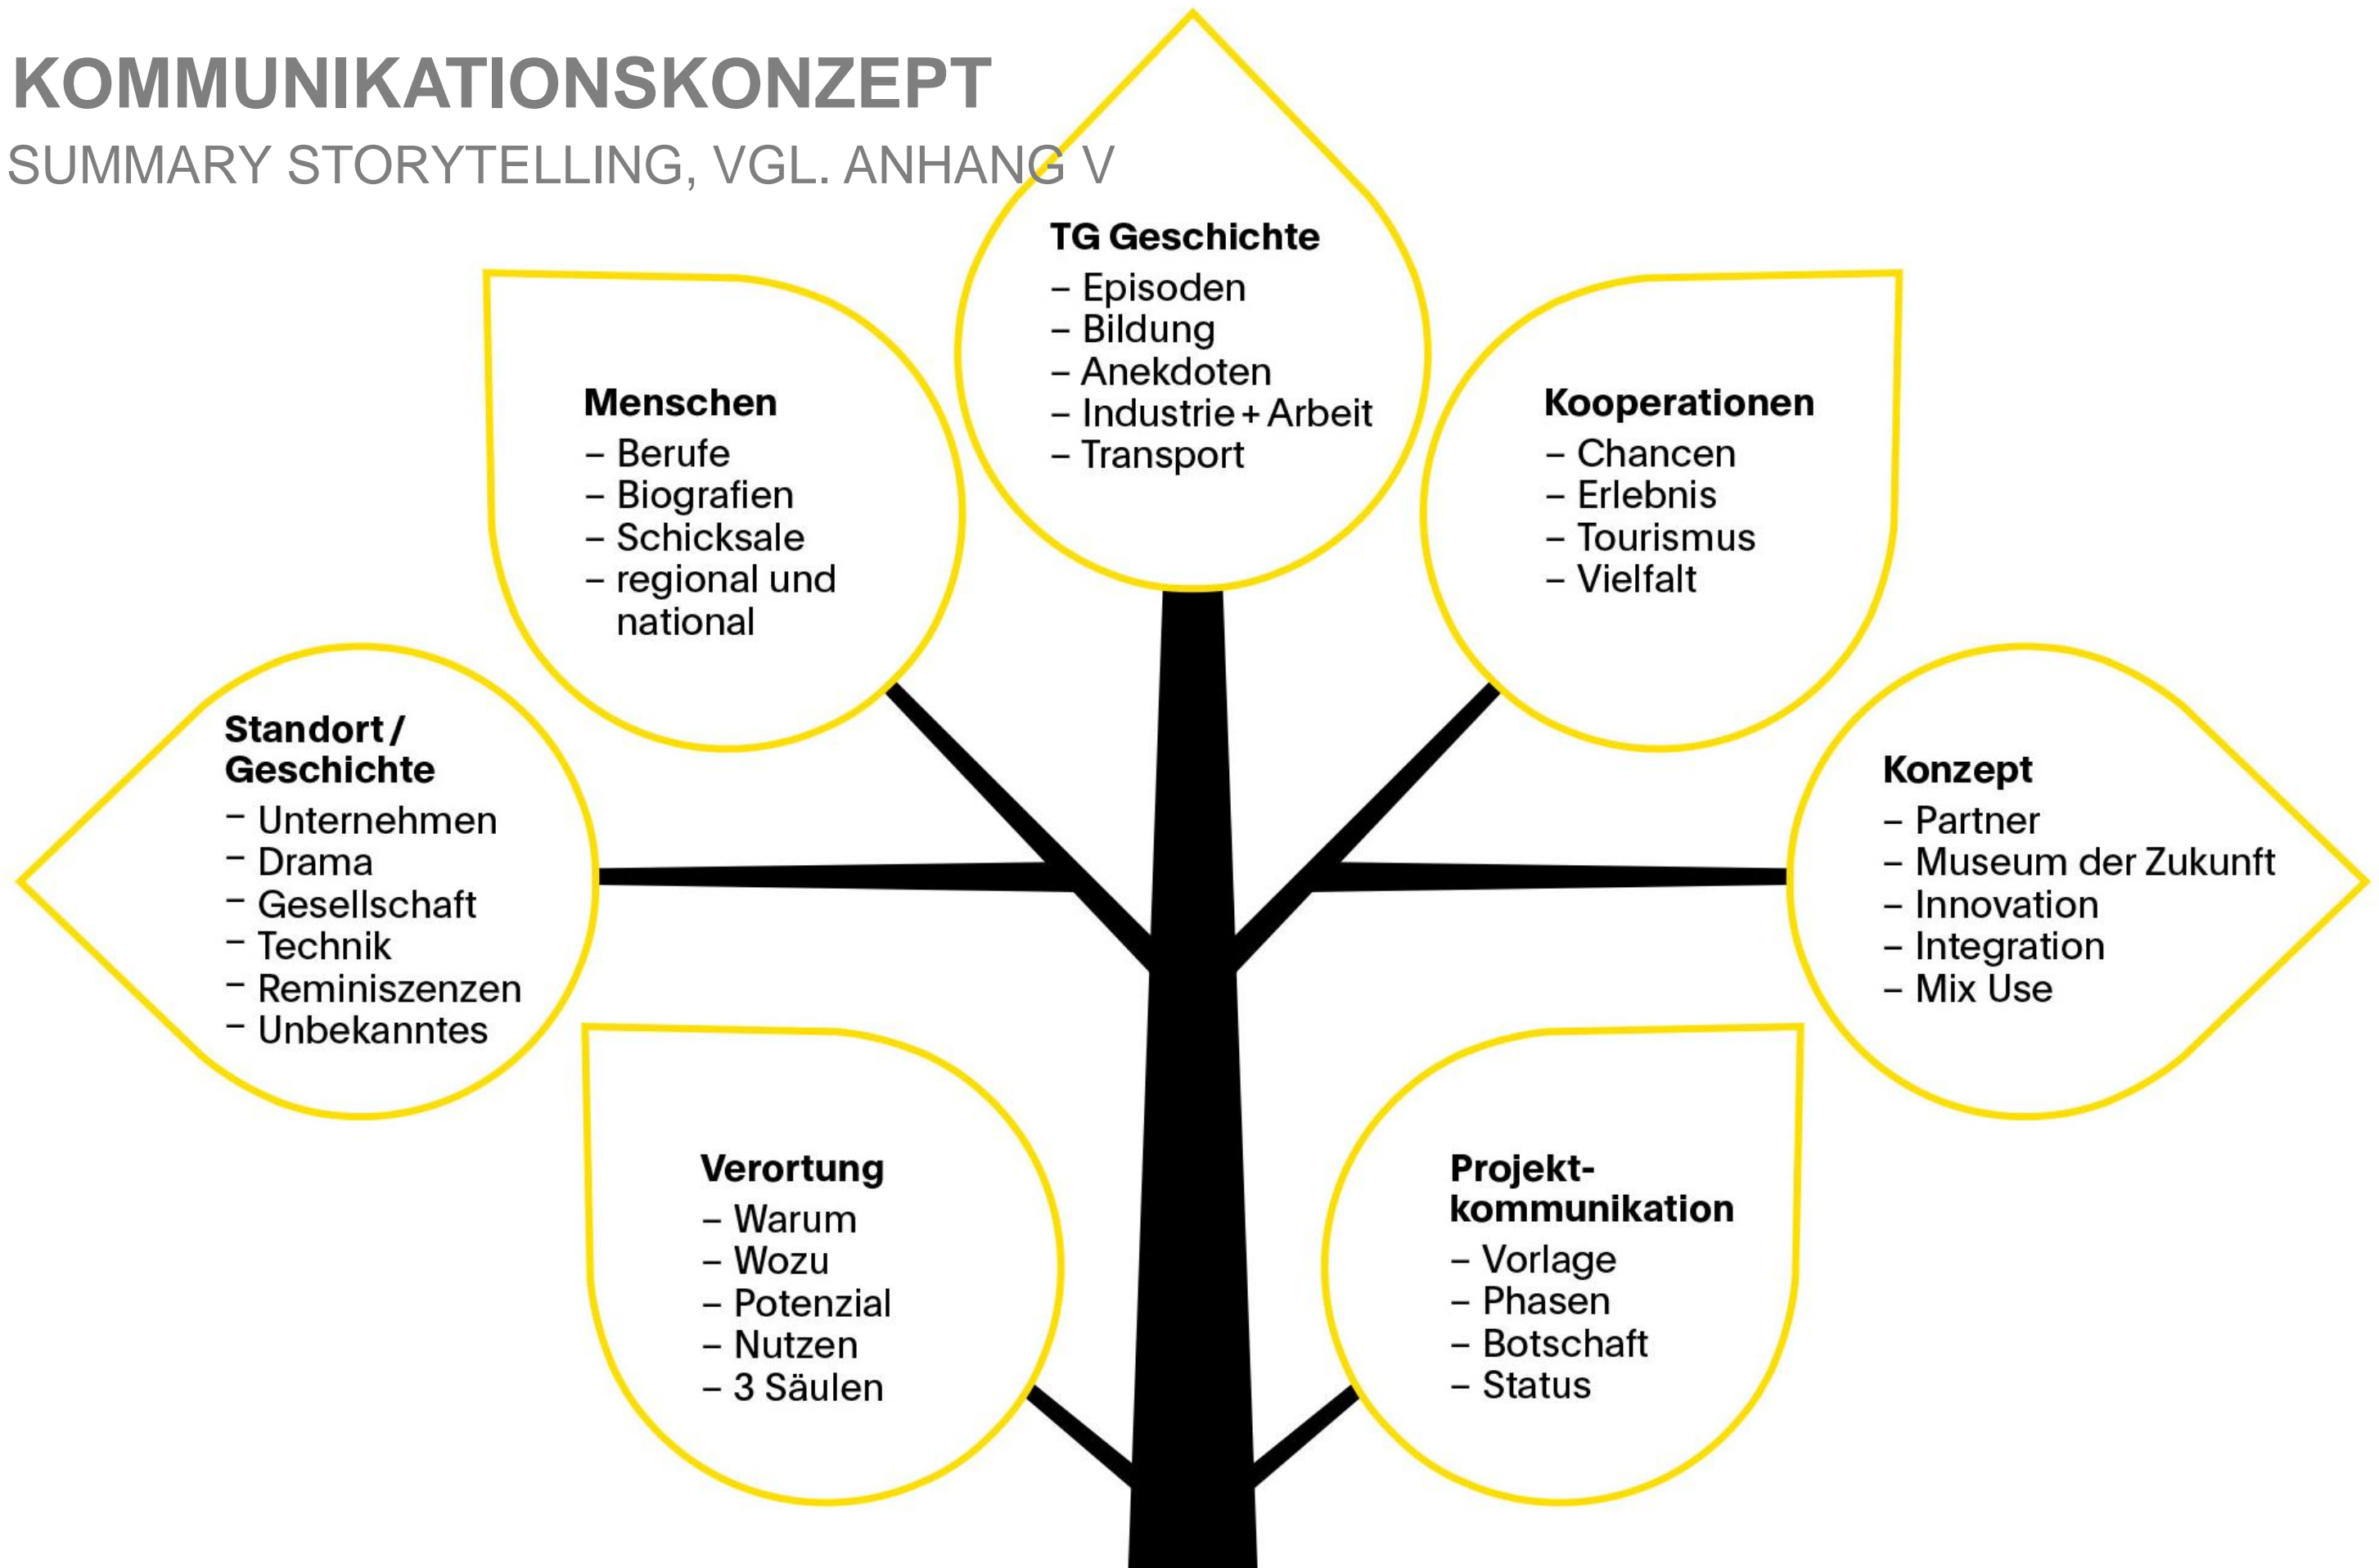 KOMMUNIKATIONSKONZEPT
SUMMARY STORYTELLING, VGL. ANHANG V
TG Geschichte
– Episoden
– Bildung
– Anekdoten
– Industrie + Arbeit
– Transport
Menschen
– Berufe
– Biografien
– Schicksale
– regional und
national
Kooperationen
– Chancen
– Erlebnis
– Tourismus
– Vielfalt
Standort /
Geschichte
– Unternehmen
– Drama
– Gesellschaft
– Technik
– Reminiszenzen
– Unbekanntes
Konzept
– Partner
– Museum der Zukunft
– Innovation
– Integration
– Mix Use
Verortung
– Warum
– Wozu
– Potenzial
– Nutzen
– 3 Säulen
Projekt-
kommunikation
– Vorlage
– Phasen
– Botschaft
– Status